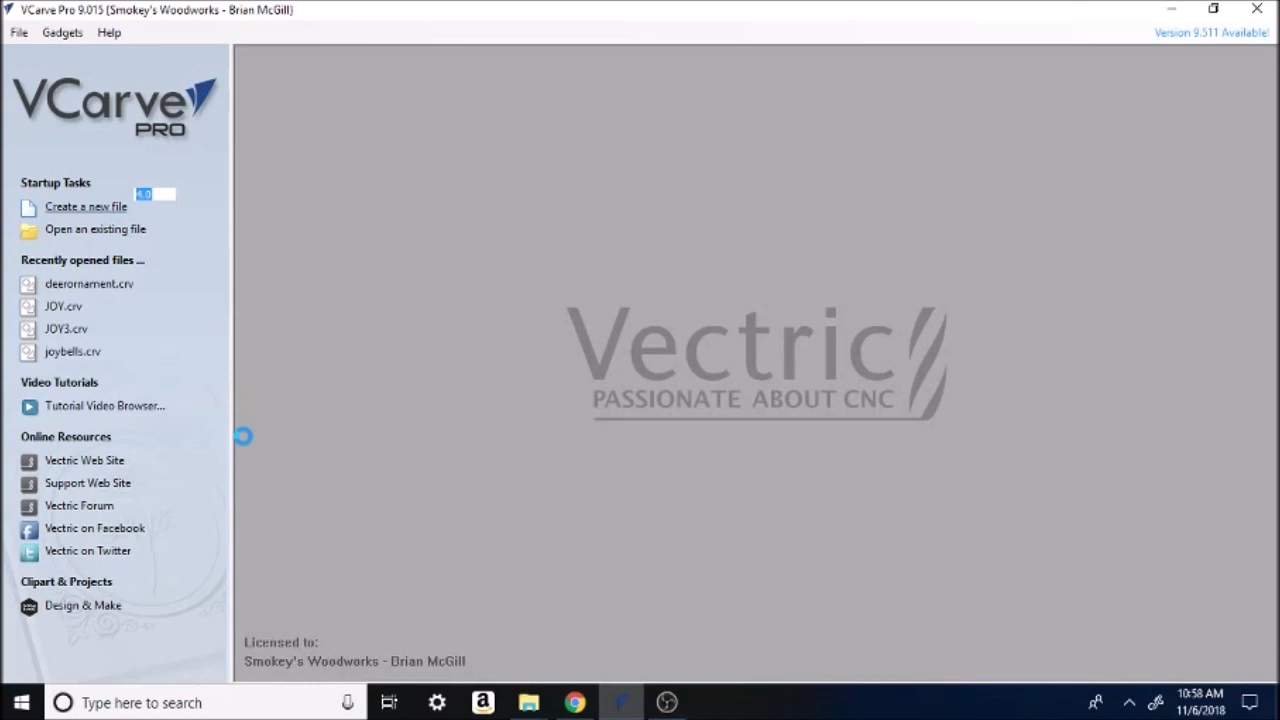 VCarve Pro 9.015 [Smokey's Woodworks - Brian McGill]
File Gadgets Help
Version 9.511 Available!
VCarve
PRO
Startup Tasks
4.0
Create a new file
Open an existing file
Recently opened files ...
deerornament.crv
JOY.crv
JOY3.crv
joybells.crv
Video Tutorials
Tutorial Video Browser...
Online Resources
Vectric Web Site
Support Web Site
Vectric Forum
Vectric on Facebook
Vectric on Twitter
Clipart & Projects
Design & Make
Vectric
PASSIONATE ABOUT CNC
Licensed to:
Smokey's Woodworks - Brian McGill
Type here to search
10:58 AM
11/6/2018